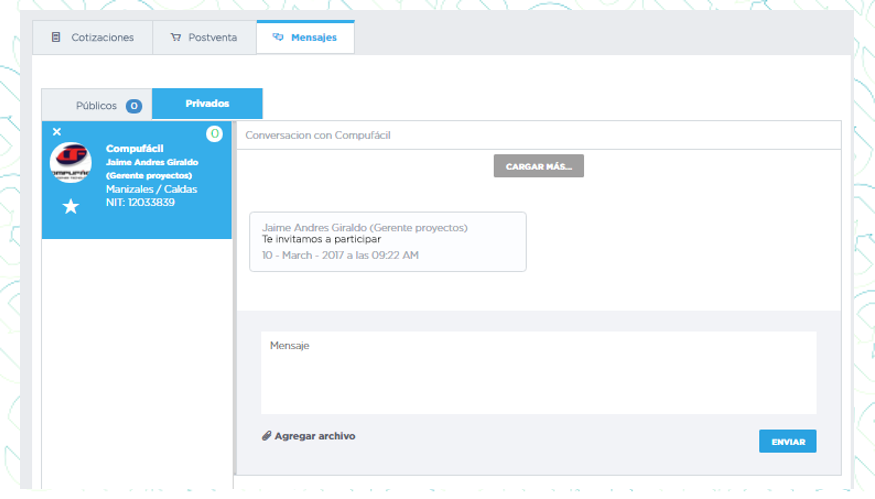 Cotizaciones
Postventa
Mensajes
Públicos 0
Privados
0
Compufácil
Jaime Andres Giraldo
(Gerente proyectos)
Manizales / Caldas
NIT: 12033839
Conversacion con Compufácil
CARGAR MÁS...
Jaime Andres Giraldo (Gerente proyectos)
Te invitamos a participar
10 - March - 2017 a las 09:22 AM
Mensaje
Agregar archivo
ENVIAR